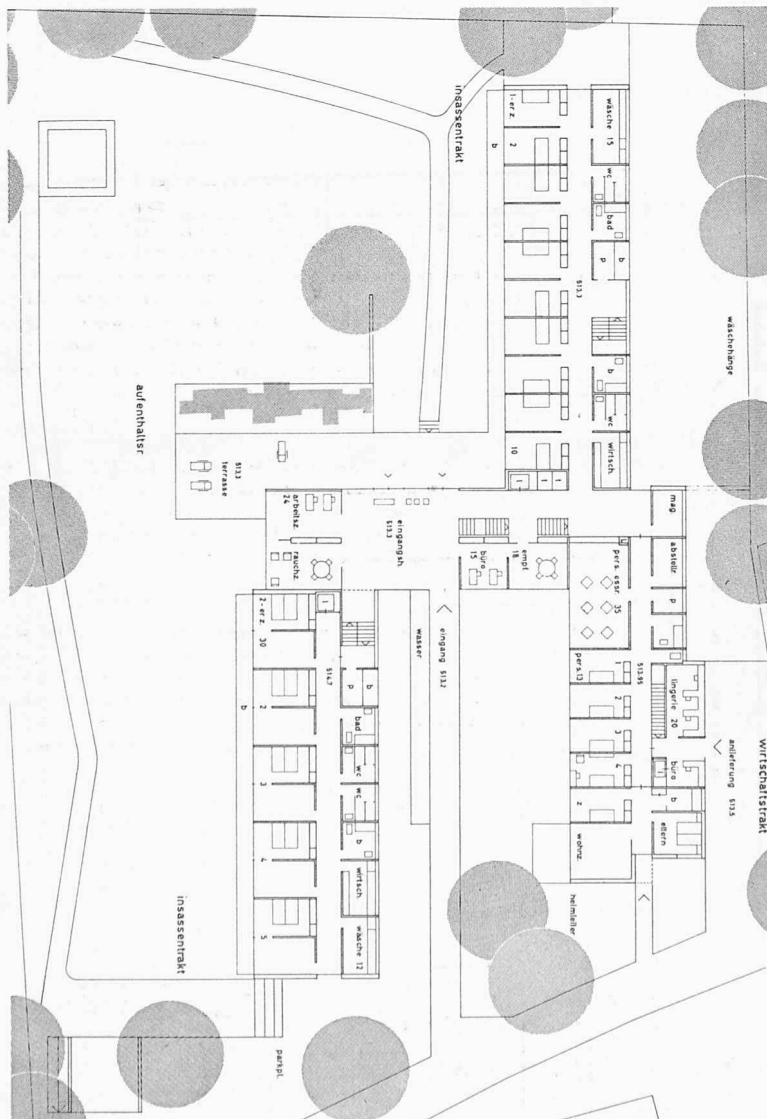 insassentrakt
1-er z.
2
10
b
wäsche 15
wc
bad
b
p
513.3
b
wc
wirtsch.
wäschehänge
aufenthaltsr
513.3
terrasse
arbeitsz.
24
rauchz.
eingangsh.
513.3
büro
15
empf.
18
mag.
abstellr.
p
pers. essr.
35
513.95
pers.13
1
2
3
4
z
wohnz.
lingerie 20
büro
b
eltern
anlieferung 513.5
wirtschaftstrakt
heimleiter
eingang 513.2
wasser
2-er z.
30
2
3
4
5
b
514.7
b
p
bad
wc
wc
b
wirtsch.
wäsche 12
insassentrakt
parkpl.